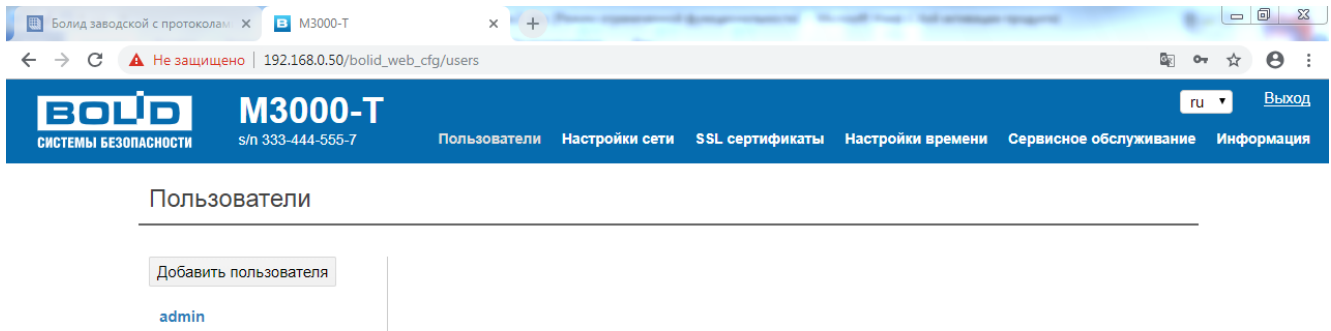 Болид заводской с протокола
M3000-T
Не защищено
192.168.0.50/bolid_web_cfg/users
BOLID
СИСТЕМЫ БЕЗОПАСНОСТИ
M3000-T
s/n 333-444-555-7
ru
Выход
Пользователи
Настройки сети
SSL сертификаты
Настройки времени
Сервисное обслуживание
Информация
Пользователи
Добавить пользователя
admin